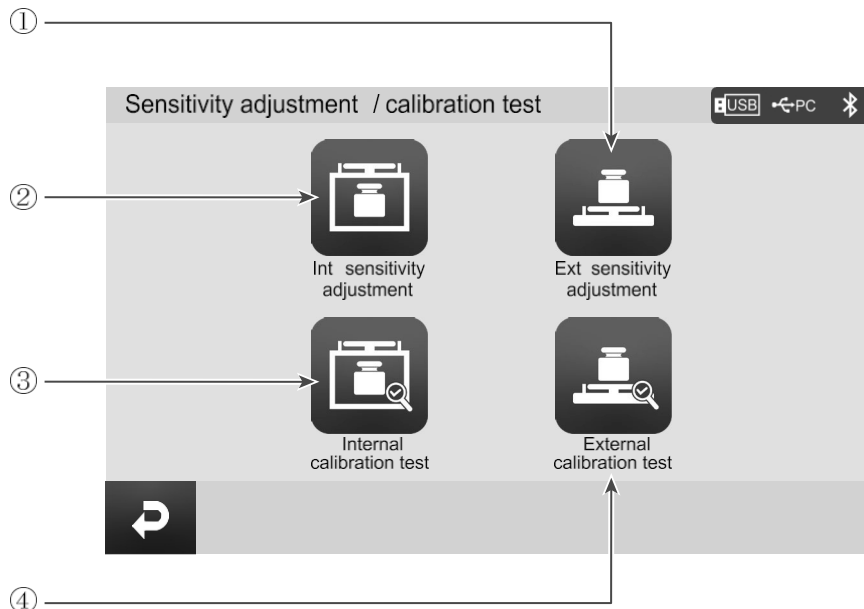 ①
Sensitivity adjustment / calibration test
USB PC
②
Int sensitivity
adjustment
Ext sensitivity
adjustment
③
Internal
calibration test
External
calibration test
④